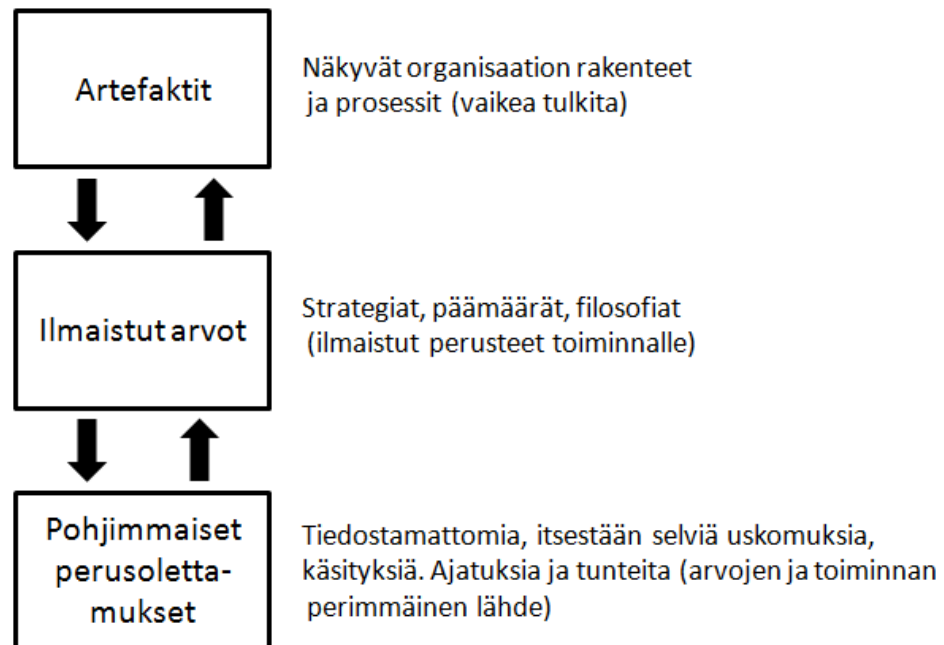 Artefaktit
Näkyvät organisaation rakenteet
ja prosessit (vaikea tulkita)
Ilmaistut arvot
Strategiat, päämäärät, filosofiat
(ilmaistut perusteet toiminnalle)
Pohjimmaiset
perusoletta-
mukset
Tiedostamattomia, itsestään selviä uskomuksia,
käsityksiä. Ajatuksia ja tunteita (arvojen ja toiminnan
perimmäinen lähde)